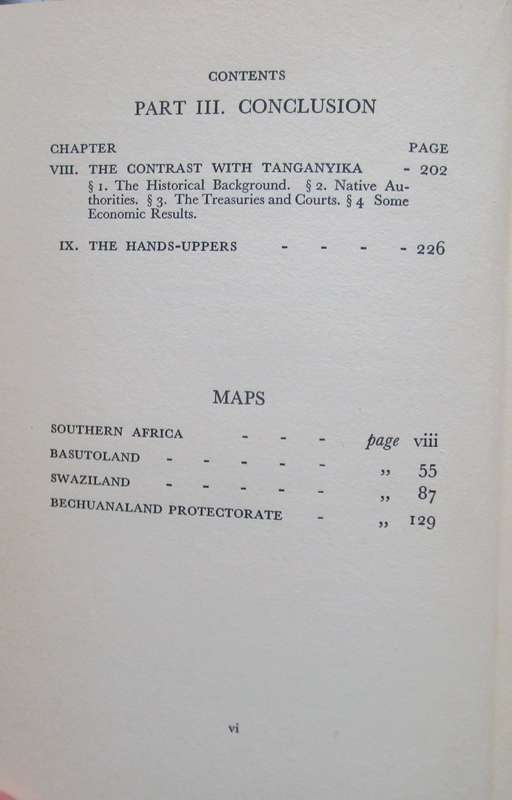 CONTENTS
PART III. CONCLUSION
CHAPTER PAGE
VIII. THE CONTRAST WITH TANGANYIKA - 202
§ 1. The Historical Background. § 2. Native Au-
thorities. § 3. The Treasuries and Courts. § 4 Some
Economic Results.
IX. THE HANDS-UPPERS - - - - 226
MAPS
SOUTHERN AFRICA - - - page viii
BASUTOLAND - - - - - ,, 55
SWAZILAND - - - - - ,, 87
BECHUANALAND PROTECTORATE - ,, 129
vi